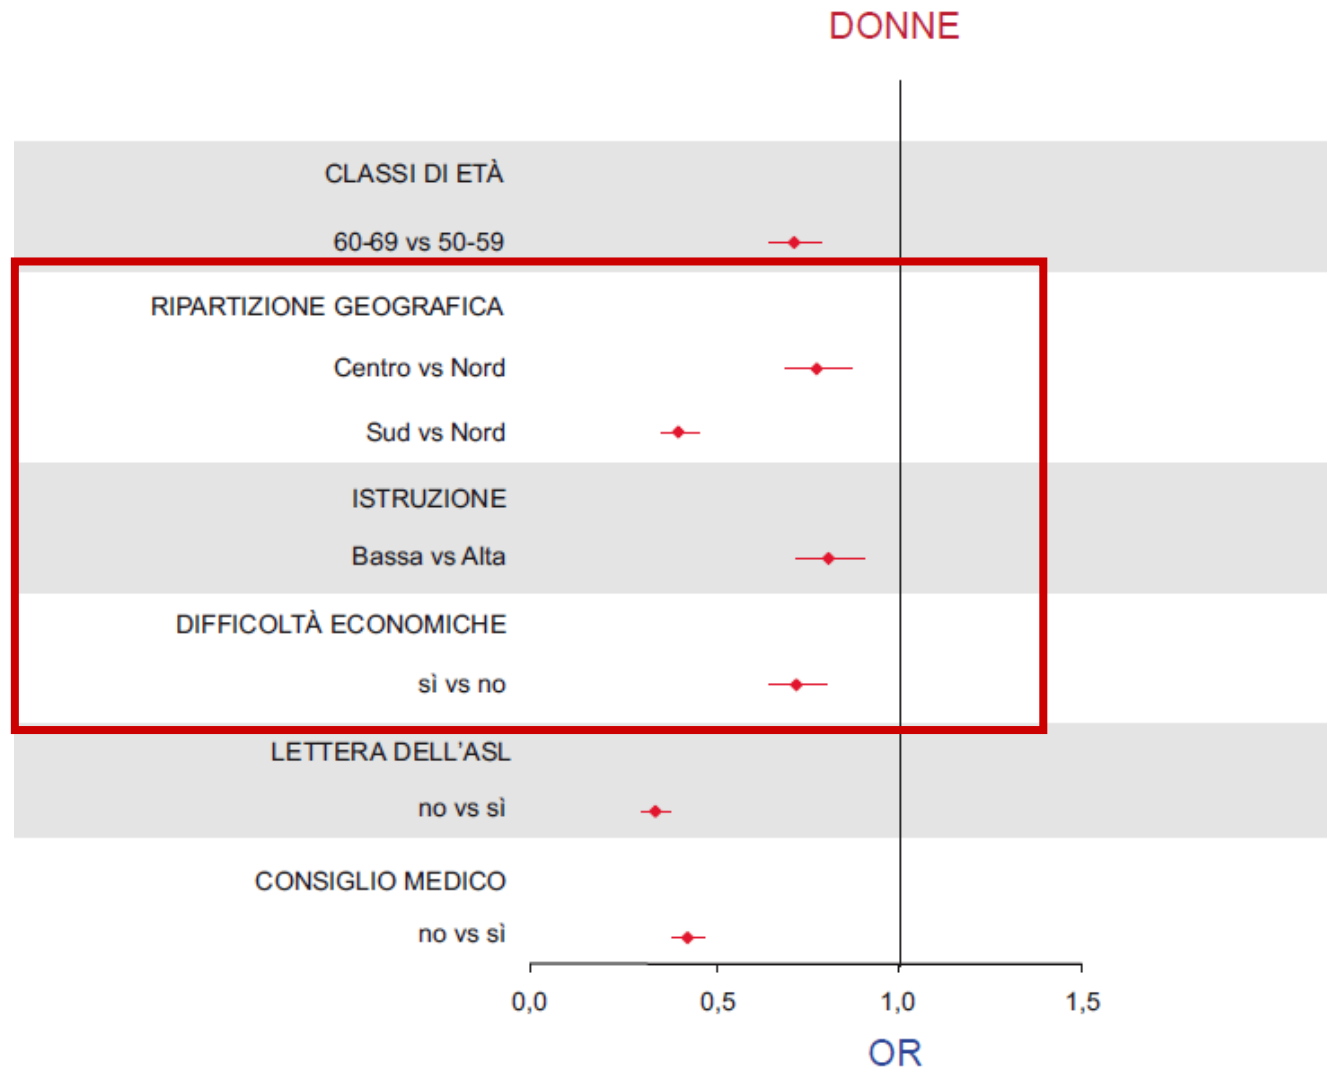 DONNE
CLASSI DI ETÀ
60-69 vs 50-59
RIPARTIZIONE GEOGRAFICA
Centro vs Nord
Sud vs Nord
ISTRUZIONE
Bassa vs Alta
DIFFICOLTÀ ECONOMICHE
sì vs no
LETTERA DELL'ASL
no vs sì
CONSIGLIO MEDICO
no vs sì
0,0 0,5 1,0 1,5
OR